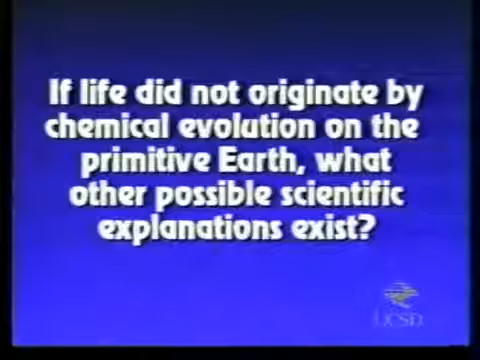 If life did not originate by
chemical evolution on the
primitive Earth, what
other possible scientific
explanations exist?
UCSD